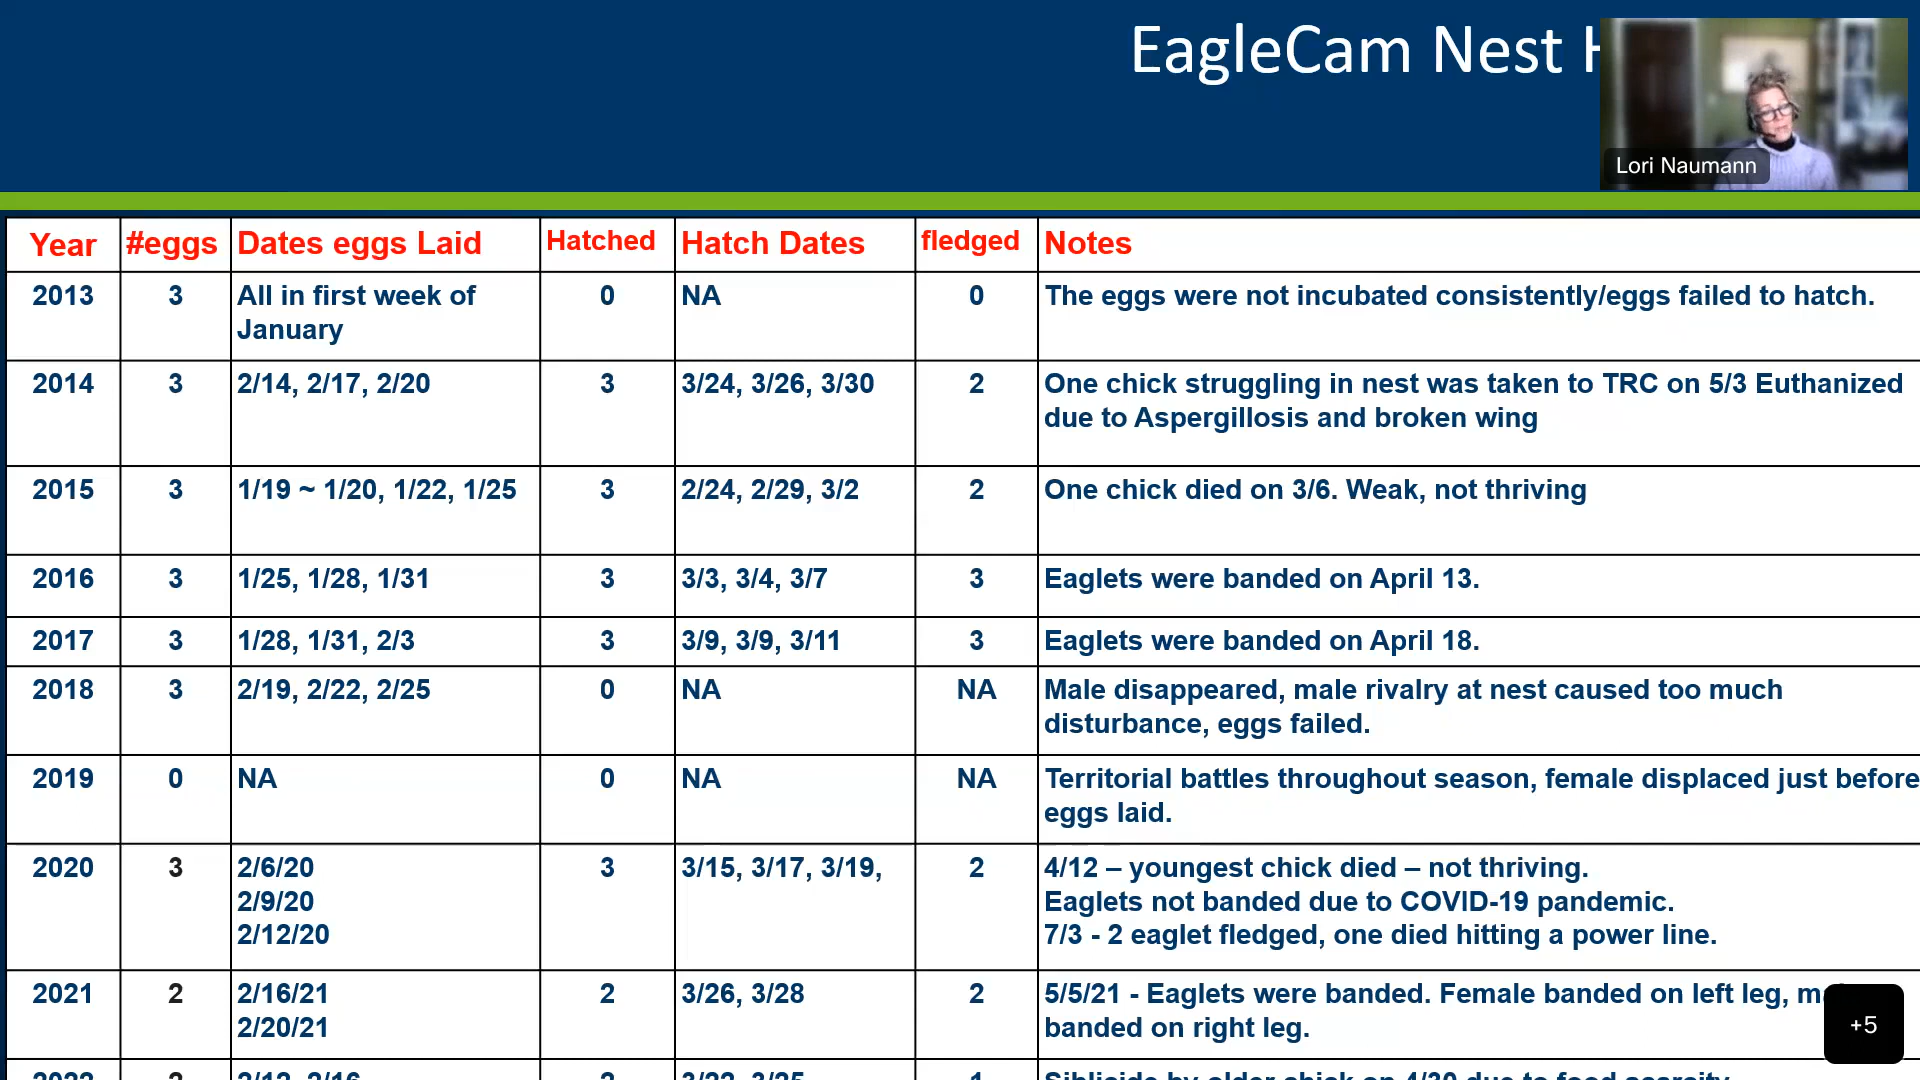 EagleCam Nest
Lori Naumann
Year #eggs Dates eggs Laid Hatched Hatch Dates fledged Notes
2013 3 All in first week of 0 NA 0 The eggs were not incubated consistently/eggs failed to hatch.
January
2014 3 2/14, 2/17, 2/20 3 3/24, 3/26, 3/30 2 One chick struggling in nest was taken to TRC on 5/3 Euthanized
due to Aspergillosis and broken wing
2015 3 1/19 ~ 1/20, 1/22, 1/25 3 2/24, 2/29, 3/2 2 One chick died on 3/6. Weak, not thriving
2016 3 1/25, 1/28, 1/31 3 3/3, 3/4, 3/7 3 Eaglets were banded on April 13.
2017 3 1/28, 1/31, 2/3 3 3/9, 3/9, 3/11 3 Eaglets were banded on April 18.
2018 3 2/19, 2/22, 2/25 0 NA NA Male disappeared, male rivalry at nest caused too much
disturbance, eggs failed.
2019 0 NA 0 NA NA Territorial battles throughout season, female displaced just before
eggs laid.
2020 3 2/6/20 3 3/15, 3/17, 3/19, 2 4/12 – youngest chick died – not thriving.
2/9/20 Eaglets not banded due to COVID-19 pandemic.
2/12/20 7/3 - 2 eaglet fledged, one died hitting a power line.
2021 2 2/16/21 2 3/26, 3/28 2 5/5/21 - Eaglets were banded. Female banded on left leg,
2/20/21 banded on right leg.
+5